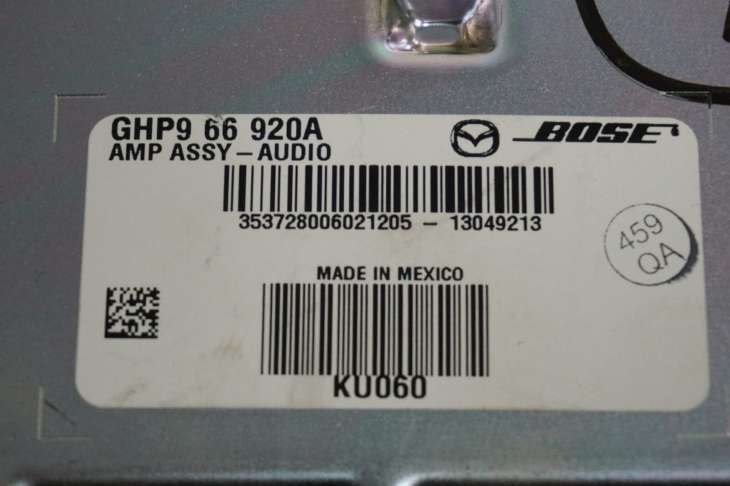 GHP9 66 920A
BOSE
AMP ASSY-AUDIO
353728006021205 - 13049213
459
QA
MADE IN MEXICO
KU060